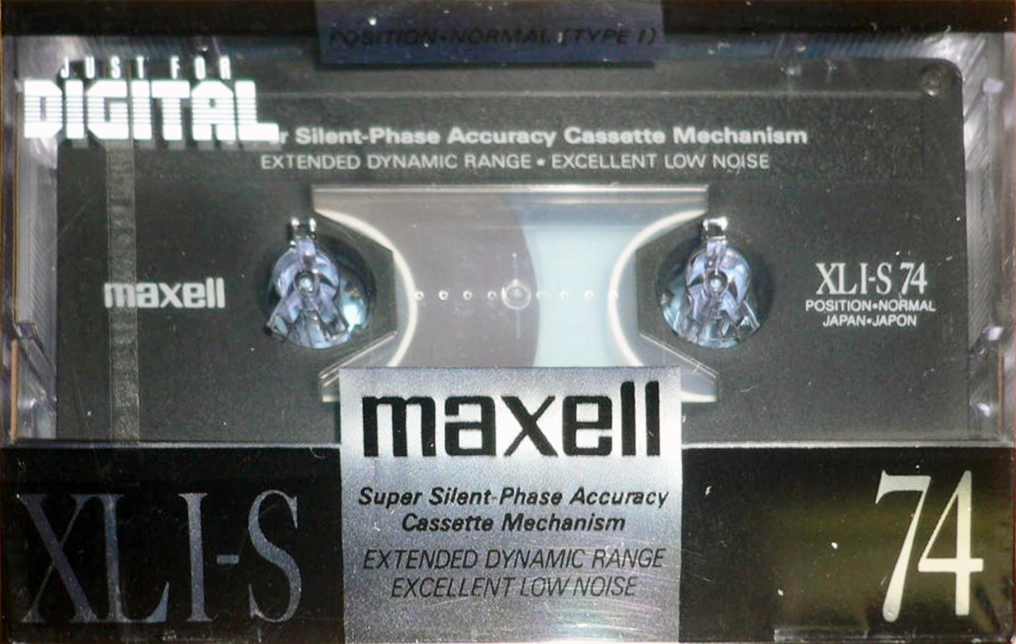 POSITION•NORMAL (TYPE I)
JUST FOR
DIGITAL
Silent-Phase Accuracy Cassette Mechanism
EXTENDED DYNAMIC RANGE • EXCELLENT LOW NOISE
maxell
XLI-S 74
POSITION•NORMAL
JAPAN•JAPON
maxell
Super Silent-Phase Accuracy
Cassette Mechanism
EXTENDED DYNAMIC RANGE
EXCELLENT LOW NOISE
XLI-S
74